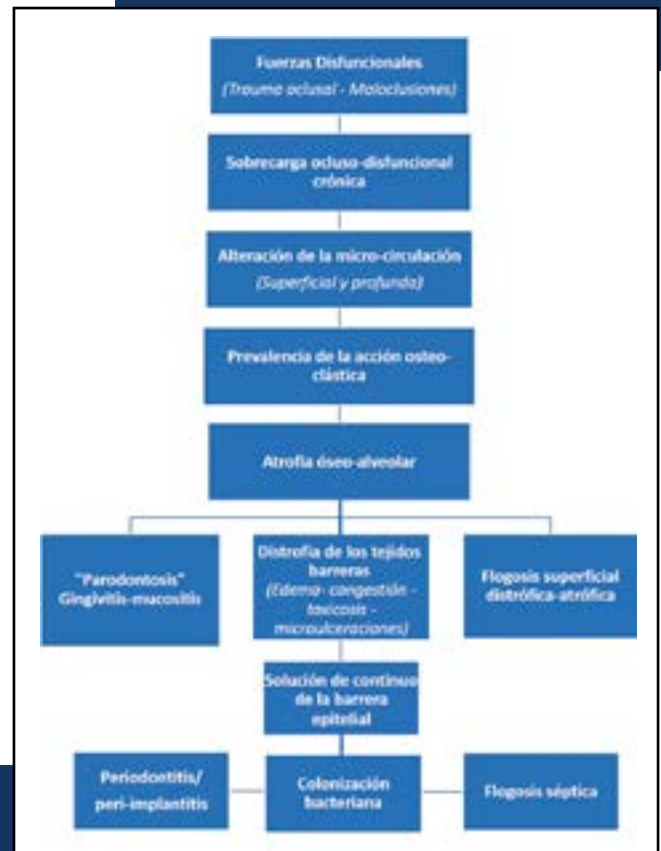 Fuerzas Disfuncionales
(Trauma oclusal - Maloclusiones)
Sobrecarga ocluso-disfuncional
crónica
Alteración de la micro-circulación
(Superficial y profunda)
Prevalencia de la acción osteo-
clástica
Atrofia óseo-alveolar
"Parodontosis"
Gingivitis-mucositis
Distrofia de los tejidos
barreras
(Edema- congestión -
toxicosis -
microulceraciones)
Flogosis superficial
distrófica-atrófica
Solución de continuo
de la barrera
epitelial
Periodontitis/
peri-implantitis
Colonización
bacteriana
Flogosis séptica